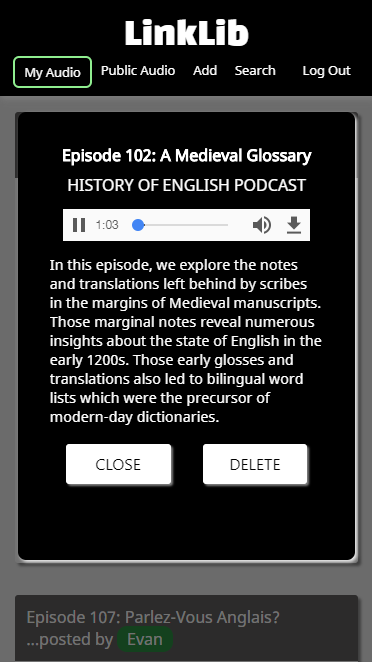 LinkLib
My Audio Public Audio Add Search Log Out
Episode 102: A Medieval Glossary
HISTORY OF ENGLISH PODCAST
1:03
In this episode, we explore the notes
and translations left behind by scribes
in the margins of Medieval manuscripts.
Those marginal notes reveal numerous
insights about the state of English in the
early 1200s. Those early glosses and
translations also led to bilingual word
lists which were the precursor of
modern-day dictionaries.
CLOSE DELETE
Episode 107: Parlez-Vous Anglais?
...posted by Evan